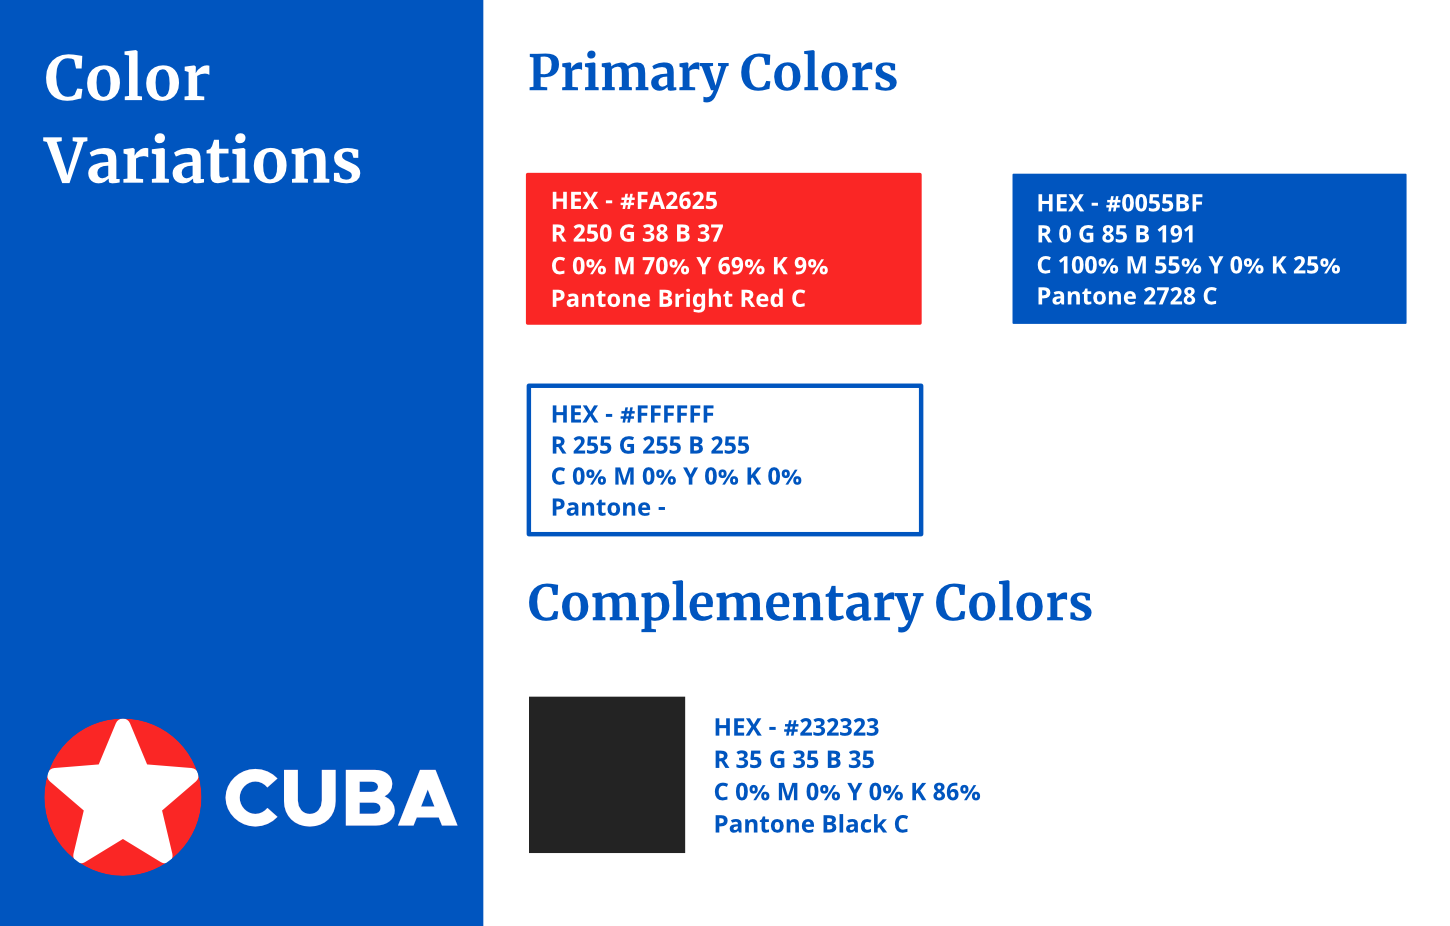 Color
Variations
CUBA
Primary Colors
HEX - #FA2625
R 250 G 38 B 37
C 0% M 70% Y 69% K 9%
Pantone Bright Red C
HEX - #0055BF
R 0 G 85 B 191
C 100% M 55% Y 0% K 25%
Pantone 2728 C
HEX - #FFFFFF
R 255 G 255 B 255
C 0% M 0% Y 0% K 0%
Pantone -
Complementary Colors
HEX - #232323
R 35 G 35 B 35
C 0% M 0% Y 0% K 86%
Pantone Black C